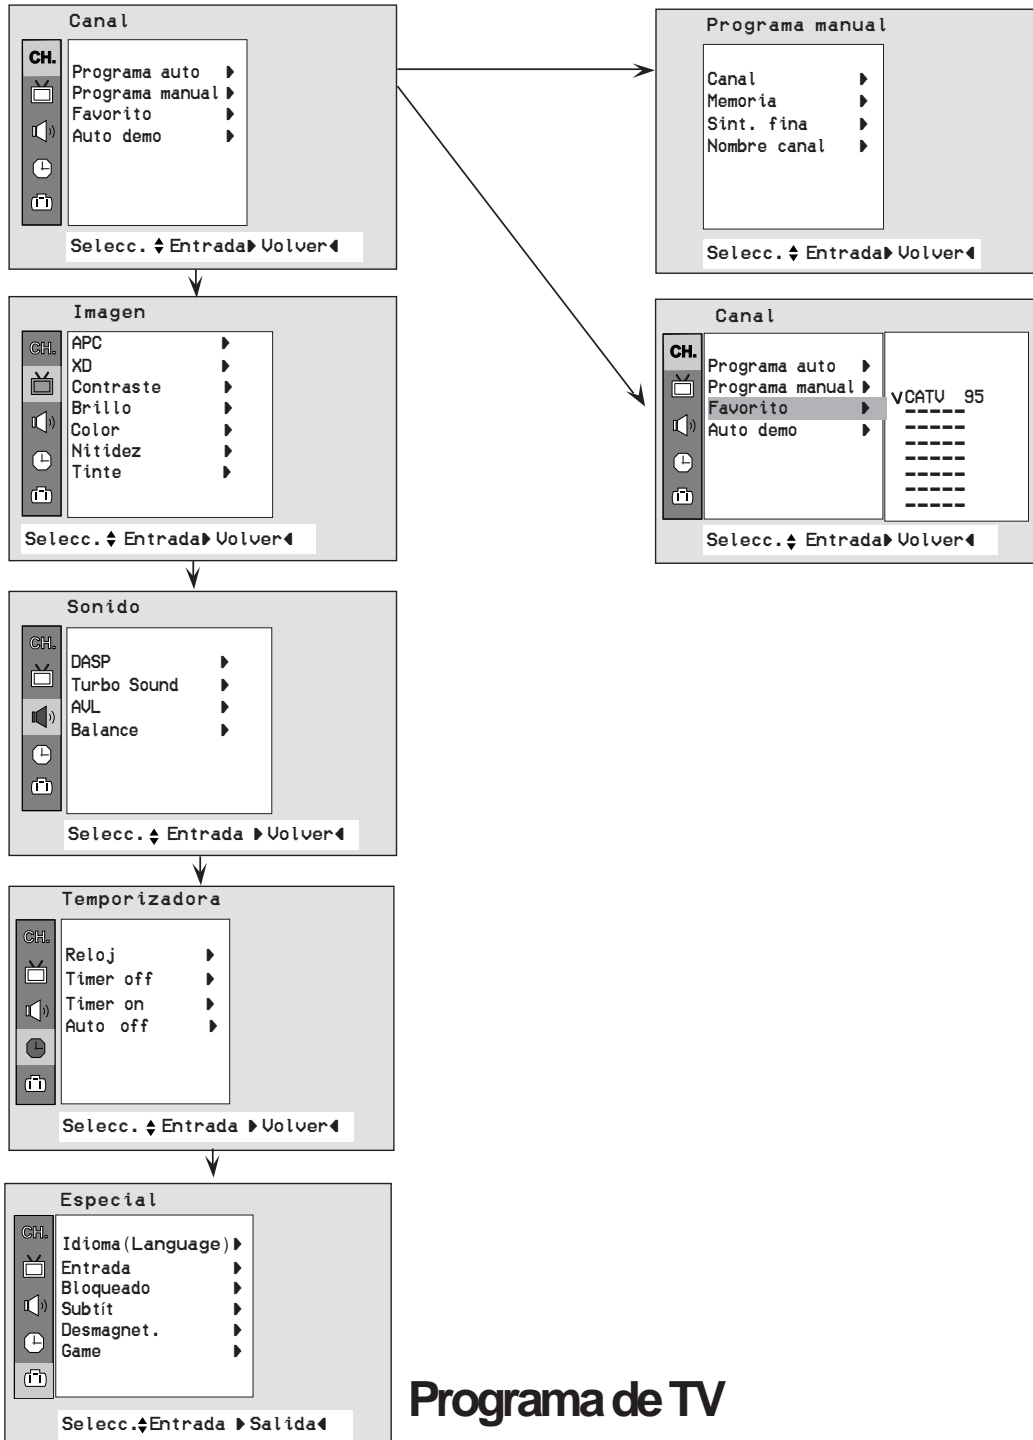 Canal
CH.
Programa auto
Programa manual
Favorito
Auto demo
Selecc. Entrada Volver
Programa manual
Canal
Memoria
Sint. fina
Nombre canal
Selecc. Entrada Volver
Imagen
CH.
APC
XD
Contraste
Brillo
Color
Nitidez
Tinte
Selecc. Entrada Volver
Canal
CH.
Programa auto
Programa manual
Favorito
Auto demo
CATV 95
-----
-----
-----
-----
-----
-----
-----
Selecc. Entrada Volver
Sonido
CH.
DASP
Turbo Sound
AVL
Balance
Selecc. Entrada Volver
Temporizadora
CH.
Reloj
Timer off
Timer on
Auto off
Selecc. Entrada Volver
Especial
CH.
Idioma(Language)
Entrada
Bloqueado
Subtít
Desmagnet.
Game
Selecc. Entrada Salida
Programa de TV